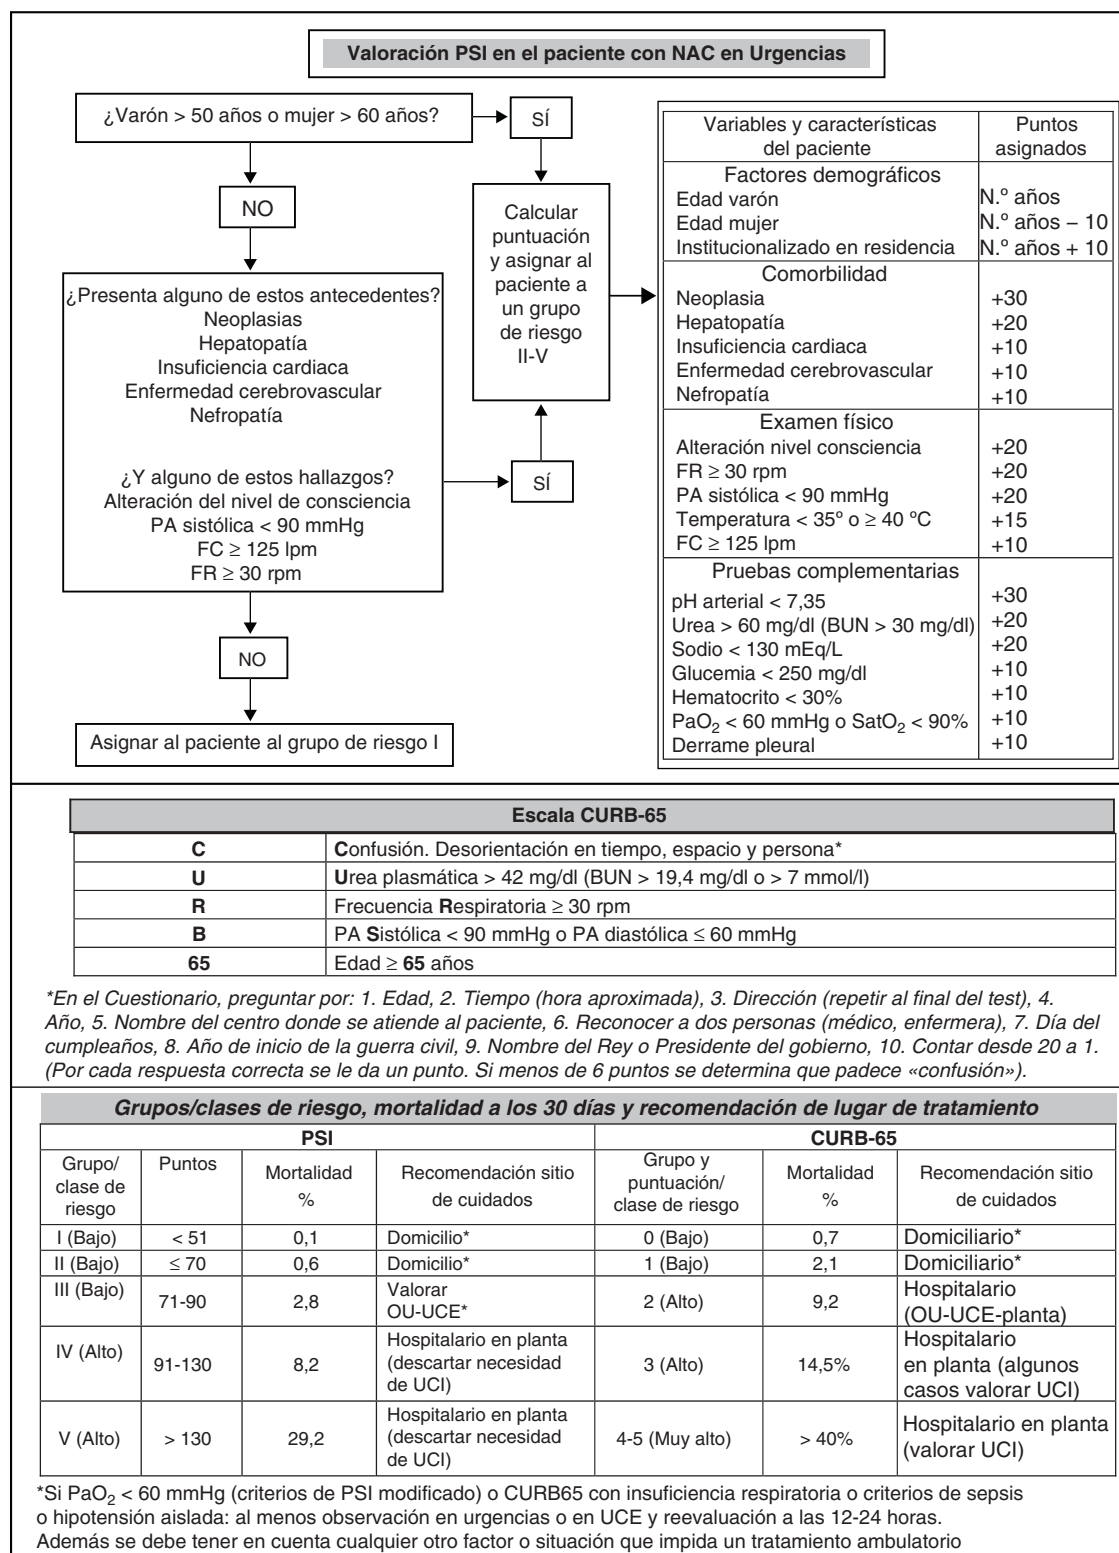 Valoración PSI en el paciente con NAC en Urgencias
¿Varón > 50 años o mujer > 60 años?
SÍ
NO
¿Presenta alguno de estos antecedentes?
Neoplasias
Hepatopatía
Insuficiencia cardiaca
Enfermedad cerebrovascular
Nefropatía
¿Y alguno de estos hallazgos?
Alteración del nivel de consciencia
PA sistólica < 90 mmHg
FC ≥ 125 lpm
FR ≥ 30 rpm
SÍ
NO
Asignar al paciente al grupo de riesgo I
Calcular
puntuación
y asignar al
paciente a
un grupo
de riesgo
II-V
Variables y características Puntos
del paciente asignados
Factores demográficos
Edad varón N.º años
Edad mujer N.º años – 10
Institucionalizado en residencia N.º años + 10
Comorbilidad
Neoplasia +30
Hepatopatía +20
Insuficiencia cardiaca +10
Enfermedad cerebrovascular +10
Nefropatía +10
Examen físico
Alteración nivel consciencia +20
FR ≥ 30 rpm +20
PA sistólica < 90 mmHg +20
Temperatura < 35º o ≥ 40 ºC +15
FC ≥ 125 lpm +10
Pruebas complementarias
pH arterial < 7,35 +30
Urea > 60 mg/dl (BUN > 30 mg/dl) +20
Sodio < 130 mEq/L +20
Glucemia < 250 mg/dl +10
Hematocrito < 30% +10
PaO2 < 60 mmHg o SatO2 < 90% +10
Derrame pleural +10
Escala CURB-65
C Confusión. Desorientación en tiempo, espacio y persona*
U Urea plasmática > 42 mg/dl (BUN > 19,4 mg/dl o > 7 mmol/l)
R Frecuencia Respiratoria ≥ 30 rpm
B PA Sistólica < 90 mmHg o PA diastólica ≤ 60 mmHg
65 Edad ≥ 65 años
*En el Cuestionario, preguntar por: 1. Edad, 2. Tiempo (hora aproximada), 3. Dirección (repetir al final del test), 4.
Año, 5. Nombre del centro donde se atiende al paciente, 6. Reconocer a dos personas (médico, enfermera), 7. Día del
cumpleaños, 8. Año de inicio de la guerra civil, 9. Nombre del Rey o Presidente del gobierno, 10. Contar desde 20 a 1.
(Por cada respuesta correcta se le da un punto. Si menos de 6 puntos se determina que padece «confusión»).
Grupos/clases de riesgo, mortalidad a los 30 días y recomendación de lugar de tratamiento
PSI CURB-65
Grupo/
clase de
riesgo
Puntos
Mortalidad
%
Recomendación sitio
de cuidados
Grupo y
puntuación/
clase de riesgo
Mortalidad
%
Recomendación sitio
de cuidados
I (Bajo) < 51 0,1 Domicilio* 0 (Bajo) 0,7 Domiciliario*
II (Bajo) ≤ 70 0,6 Domicilio* 1 (Bajo) 2,1 Domiciliario*
III (Bajo) 71-90 2,8 Valorar
OU-UCE*
2 (Alto) 9,2 Hospitalario
(OU-UCE-planta)
IV (Alto) 91-130 8,2 Hospitalario en planta
(descartar necesidad
de UCI)
3 (Alto) 14,5% Hospitalario
en planta (algunos
casos valorar UCI)
V (Alto) > 130 29,2 Hospitalario en planta
(descartar necesidad
de UCI)
4-5 (Muy alto) > 40% Hospitalario en planta
(valorar UCI)
*Si PaO2 < 60 mmHg (criterios de PSI modificado) o CURB65 con insuficiencia respiratoria o criterios de sepsis
o hipotensión aislada: al menos observación en urgencias o en UCE y reevaluación a las 12-24 horas.
Además se debe tener en cuenta cualquier otro factor o situación que impida un tratamiento ambulatorio